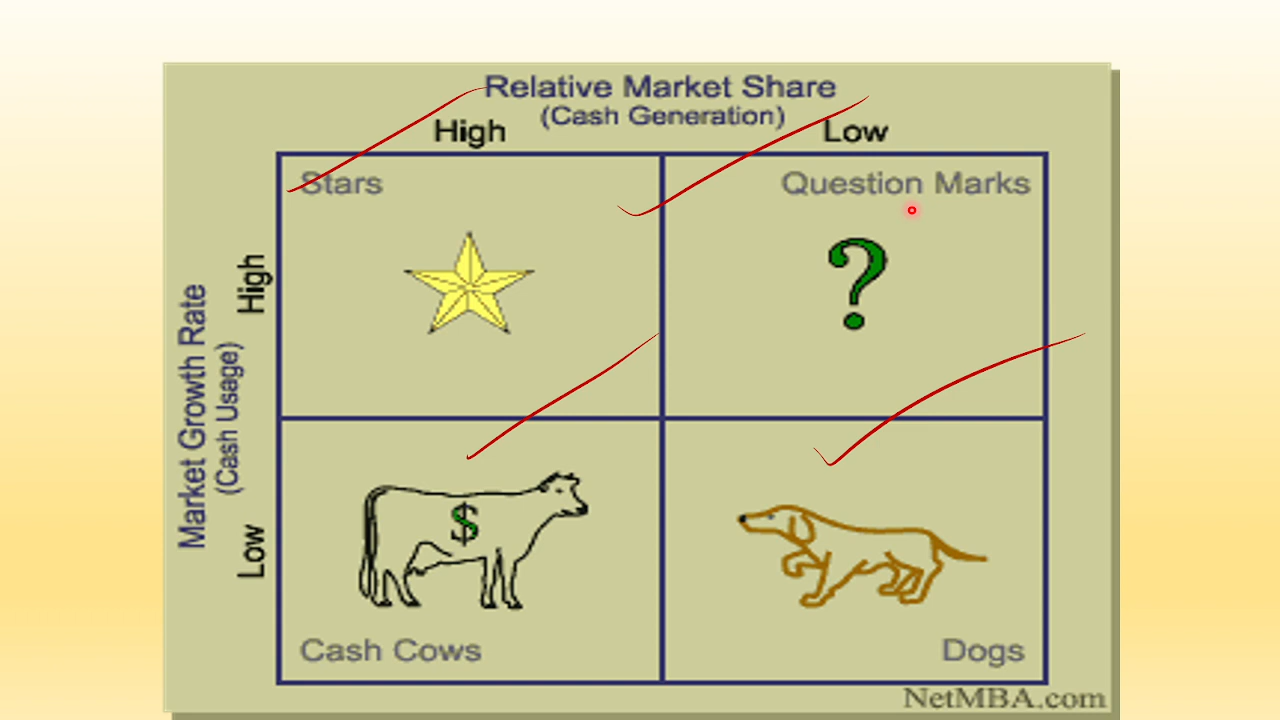 Relative Market Share
(Cash Generation)
High Low
Stars Question Marks
Market Growth Rate
(Cash Usage)
High
Low
$
Cash Cows Dogs
NetMBA.com